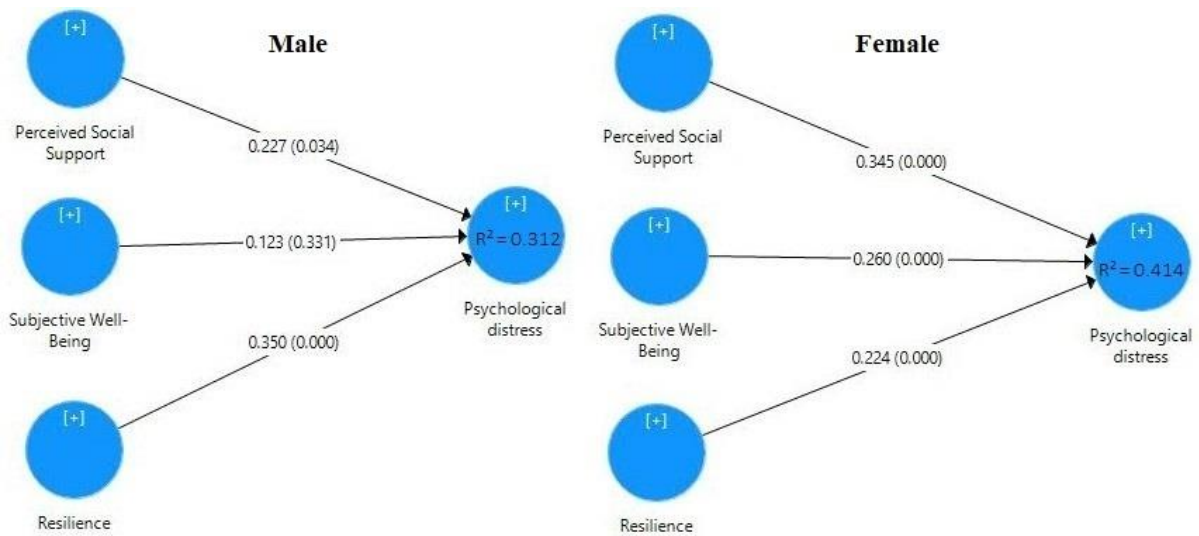 Male
[+]
Perceived Social
Support
0.227 (0.034)
[+]
Subjective Well-
Being
0.123 (0.331)
[+]
Resilience
0.350 (0.000)
[+]
R² = 0.312
Psychological
distress
Female
[+]
Perceived Social
Support
0.345 (0.000)
[+]
Subjective Well-
Being
0.260 (0.000)
[+]
Resilience
0.224 (0.000)
[+]
R² = 0.414
Psychological
distress